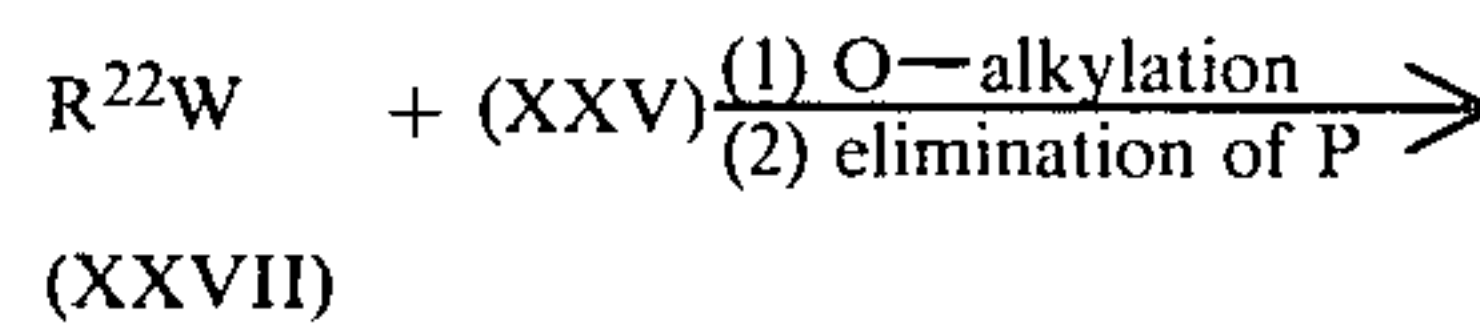 (1) O—alkylation
R²²W + (XXV)
(2) elimination of P
(XXVII)